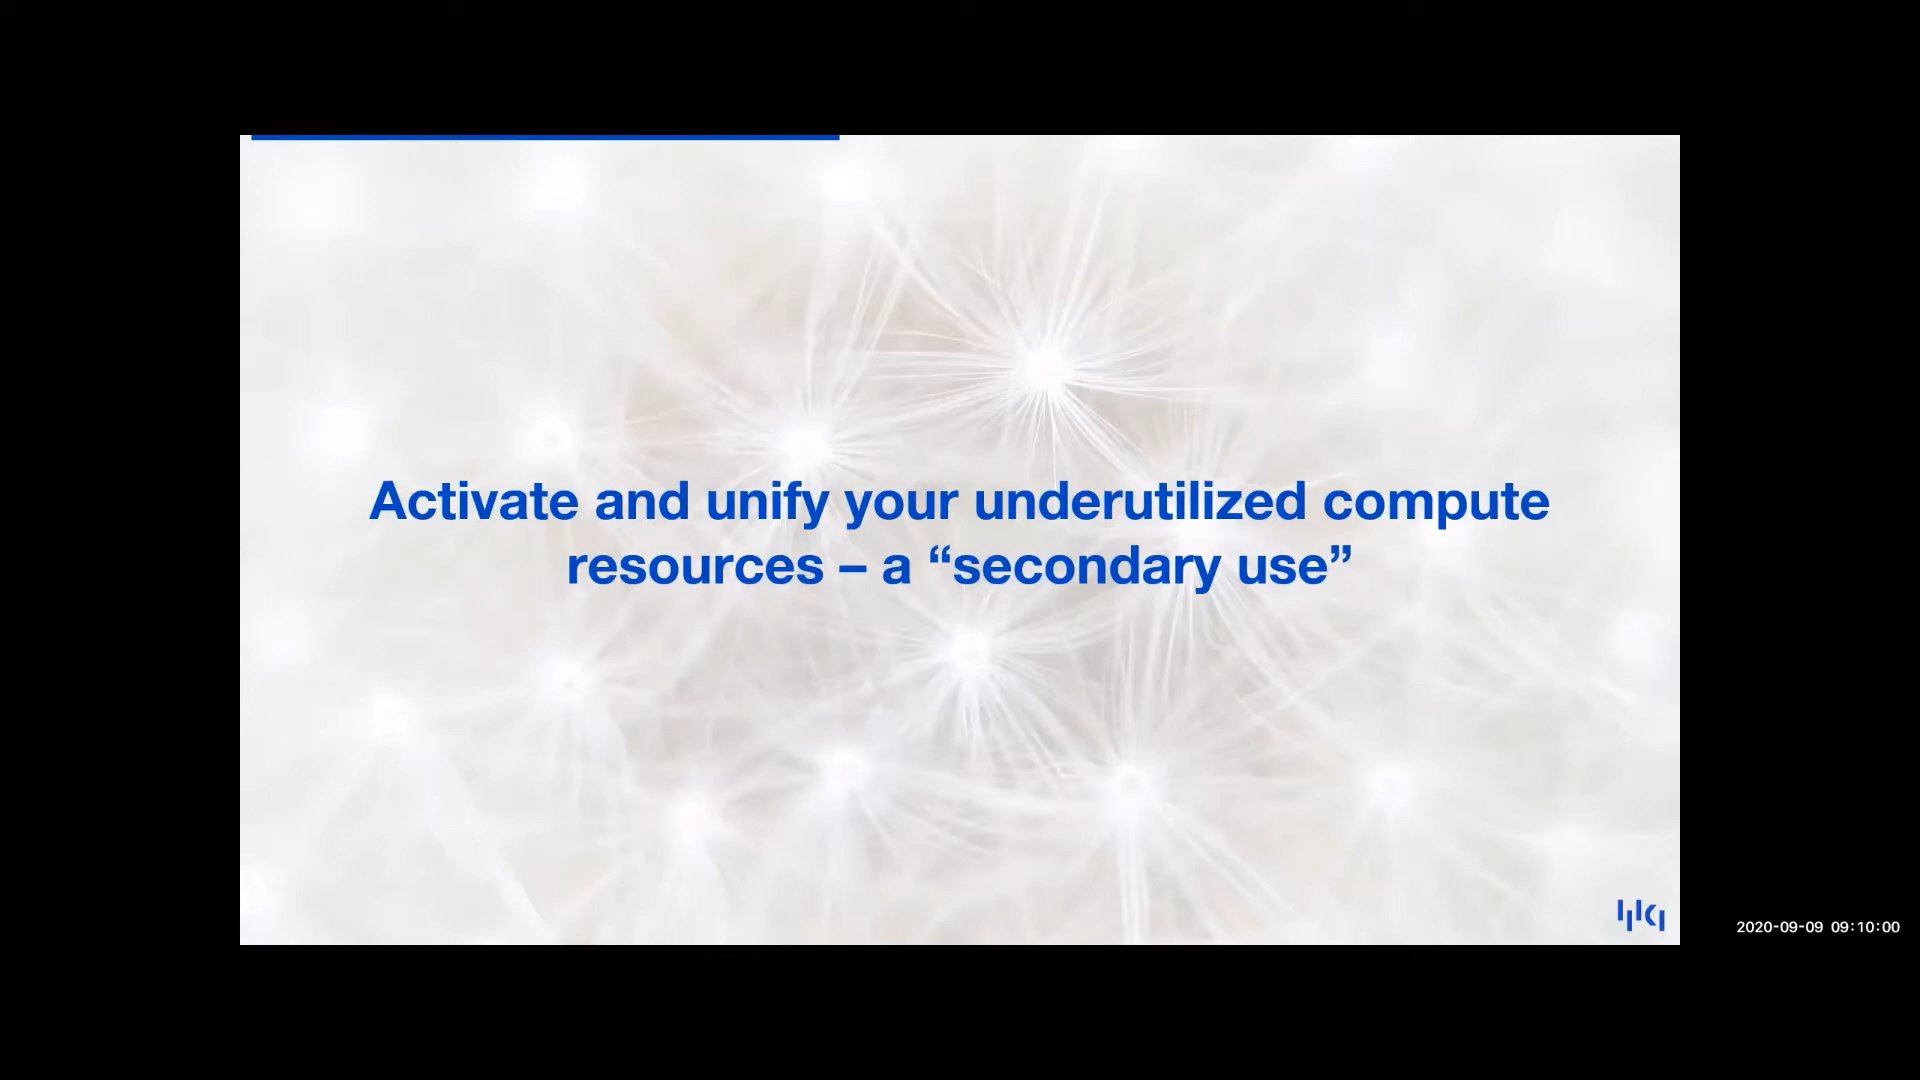 Activate and unify your underutilized compute
resources – a “secondary use”
2020-09-09 09:10:00